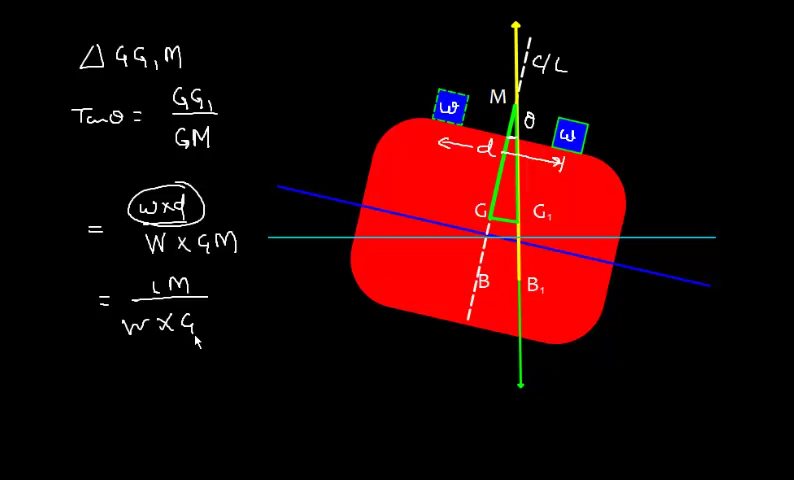 △ GG₁M
Tanθ = GG₁
GM
= w×d
W × GM
= LM
W × G
C/L
M
θ
w
w
d
G
G₁
B
B₁